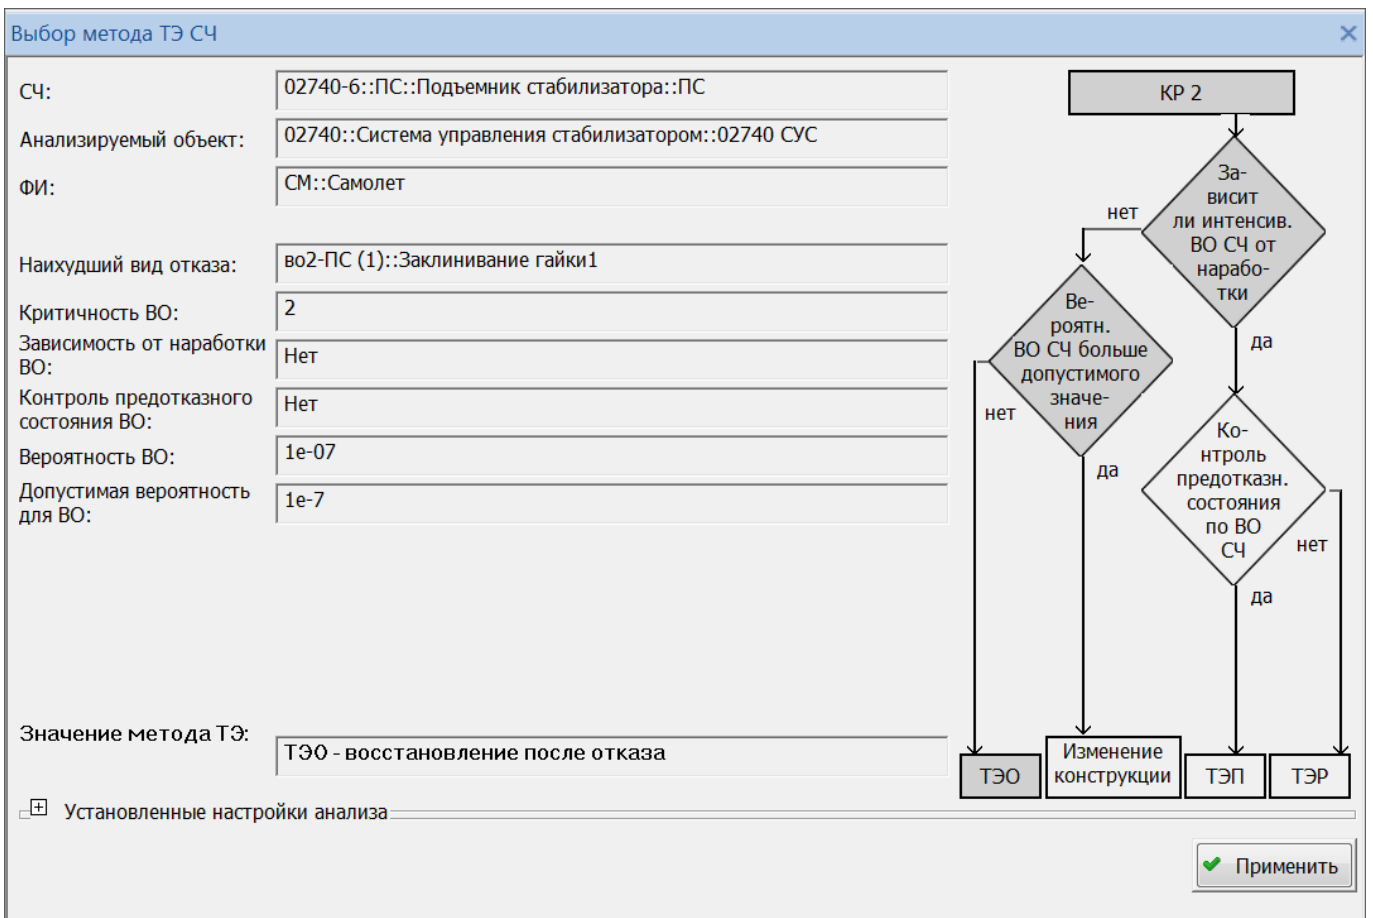 Выбор метода ТЭ СЧ
СЧ:
02740-6::ПС::Подъемник стабилизатора::ПС
Анализируемый объект:
02740::Система управления стабилизатором::02740 СУС
ФИ:
СМ::Самолет
Наихудший вид отказа:
во2-ПС (1)::Заклинивание гайки1
Критичность ВО:
2
Зависимость от наработки
ВО:
Нет
Контроль предотказного
состояния ВО:
Нет
Вероятность ВО:
1e-07
Допустимая вероятность
для ВО:
1e-7
Значение метода ТЭ:
ТЭО - восстановление после отказа
КР 2
За-
висит
ли интенсив.
ВО СЧ от
нарабо-
тки
нет
да
Ве-
роятн.
ВО СЧ больше
допустимого
значе-
ния
нет
да
Ко-
нтроль
предотказн.
состояния
по ВО
СЧ
нет
да
ТЭО
Изменение
конструкции
ТЭП
ТЭР
Установленные настройки анализа
Применить